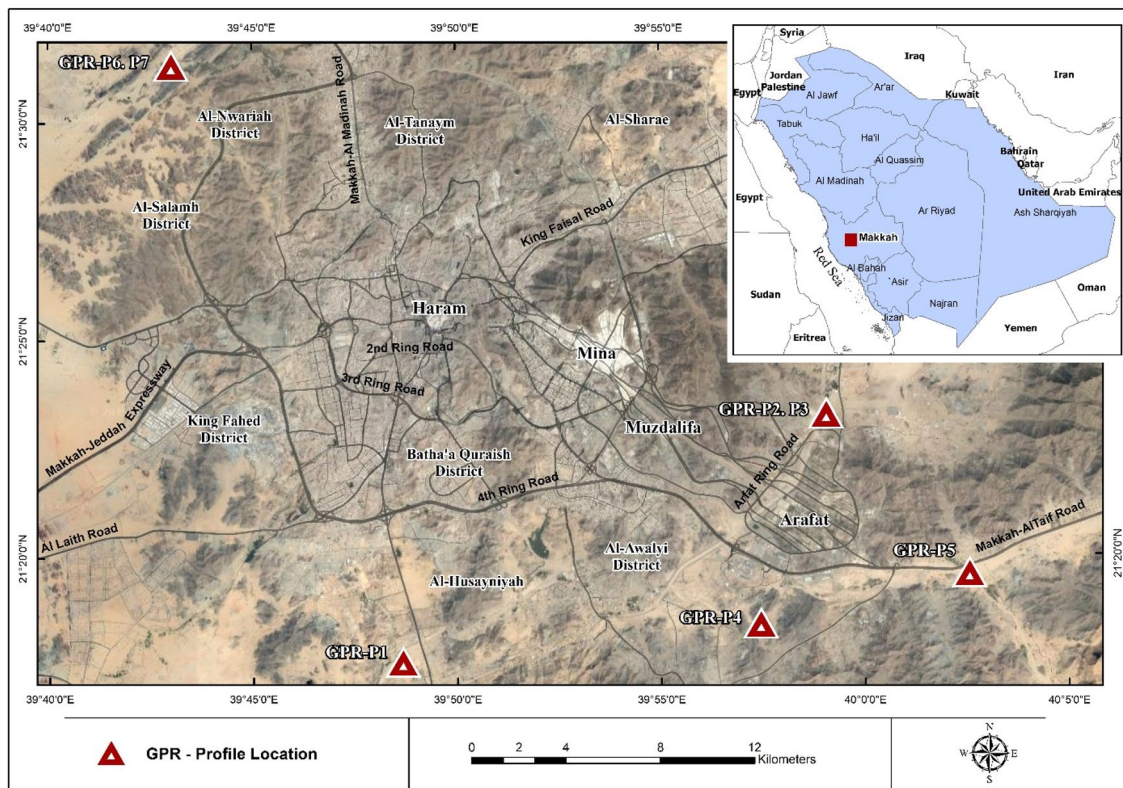 39°40'0"E 39°45'0"E 39°50'0"E 39°55'0"E
GPR-P6. P7
Al-Nwariah
District
Makkah-Al Madinah Road
Al-Tanaym
District
Al-Sharae
21°30'0"N
Al-Salamh
District
King Faisal Road
Haram
21°25'0"N
2nd Ring Road
Mina
3rd Ring Road
Makkah-Jeddah Expressway
King Fahed
District
GPR-P2. P3
Muzdalifa
Batha'a Quraish
District
Arfat Ring Road
4th Ring Road
Arafat
Makkah-AlTaif Road
Al Laith Road
GPR-P5
21°20'0"N
21°20'0"N
Al-Awalyi
District
Al-Husayniyah
GPR-P4
GPR-P1
39°40'0"E 39°45'0"E 39°50'0"E 39°55'0"E 40°0'0"E 40°50'0"E
Syria
Iraq
Iran
Jordan
Palestine
Egypt
Al Jawf
Ar'ar
Kuwait
Tabuk
Ha'il
Al Quassim
Bahrain
Qatar
Al Madinah
United Arab Emirates
Egypt
Ar Riyad
Ash Sharqiyah
Makkah
Red Sea
Al Bahah
Asir
Sudan
Najran
Oman
Jizan
Yemen
Eritrea
GPR - Profile Location
0 2 4 8 12
Kilometers
N
W E
S